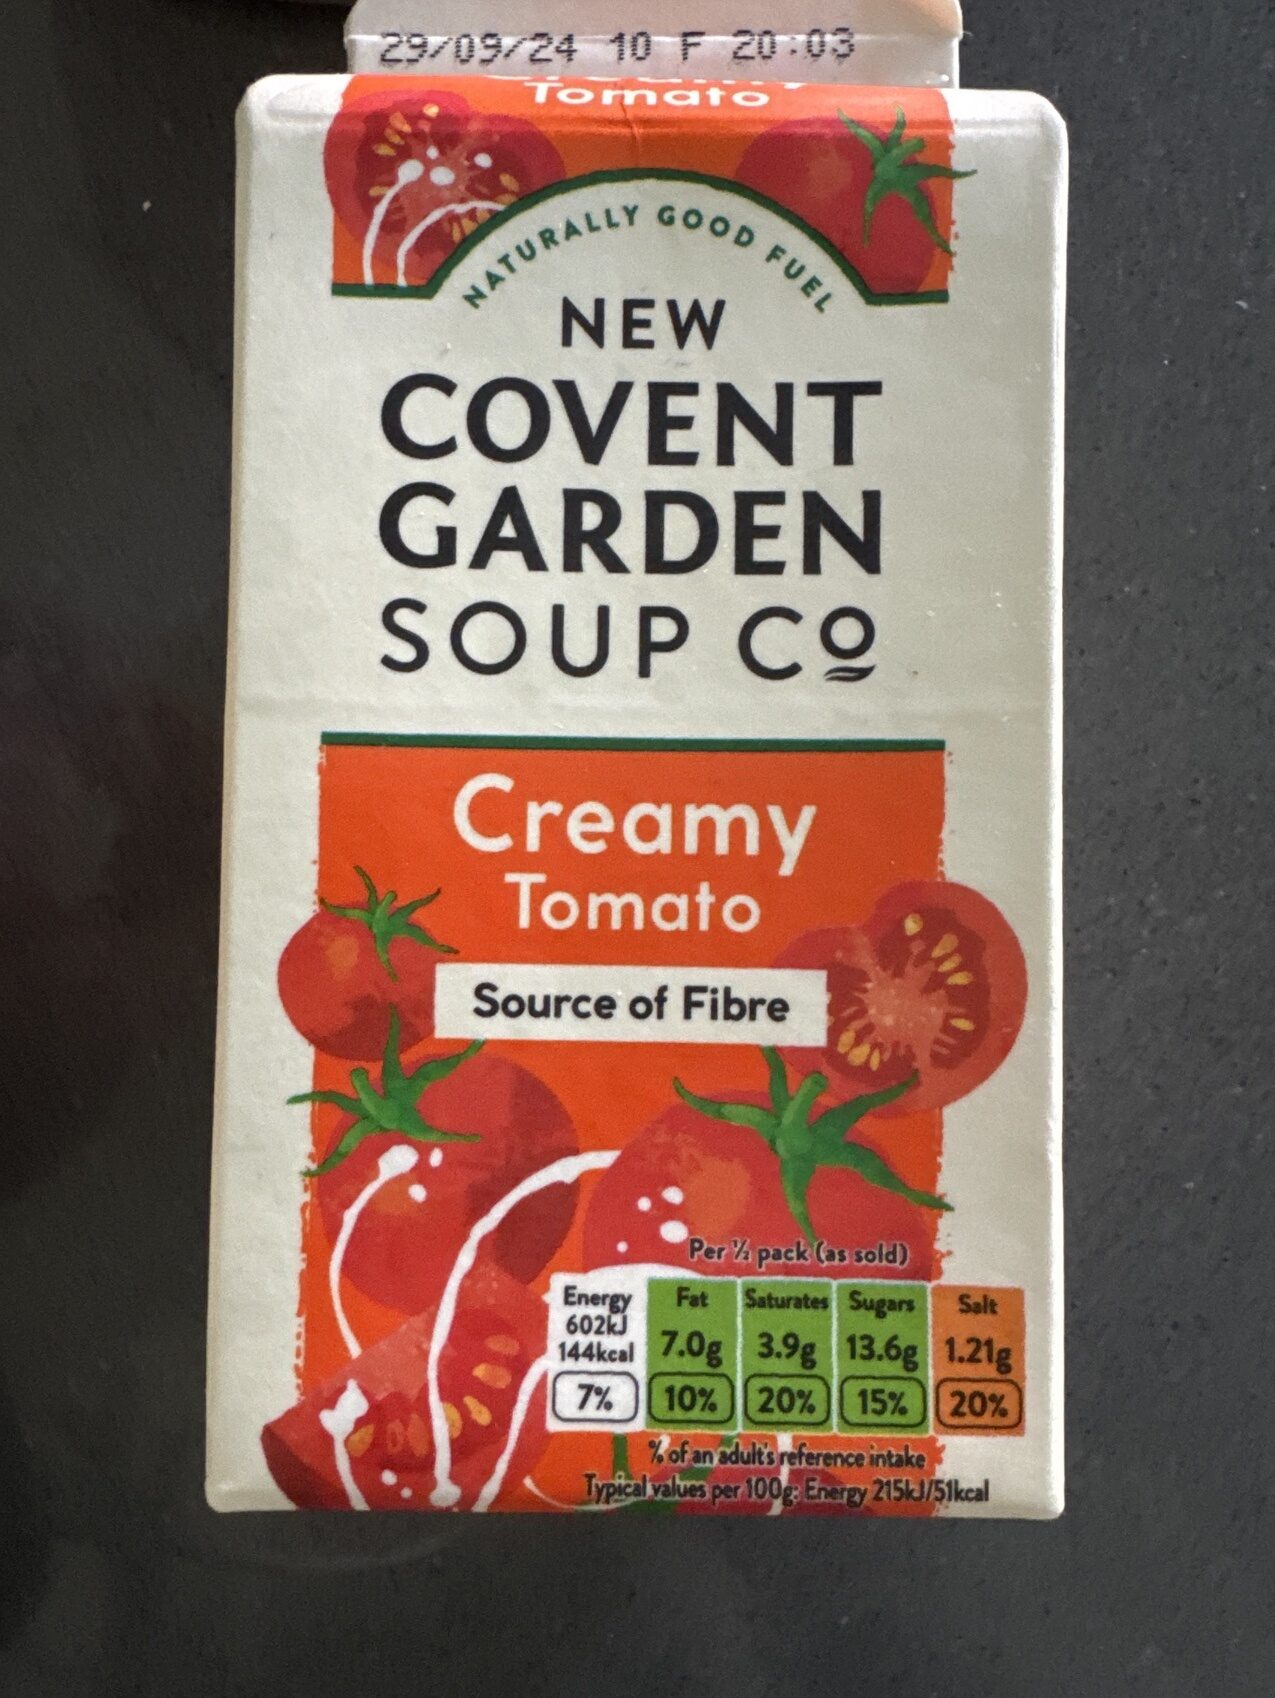 29/09/24 10 F 20:03
Creamy
Tomato
NATURALLY GOOD FUEL
NEW
COVENT
GARDEN
SOUP Co
Creamy
Tomato
Source of Fibre
Per ½ pack (as sold)
Energy 602kJ 144kcal 7%
Fat 7.0g 10%
Saturates 3.9g 20%
Sugars 13.6g 15%
Salt 1.21g 20%
% of an adult's reference intake
Typical values per 100g: Energy 215kJ/51kcal